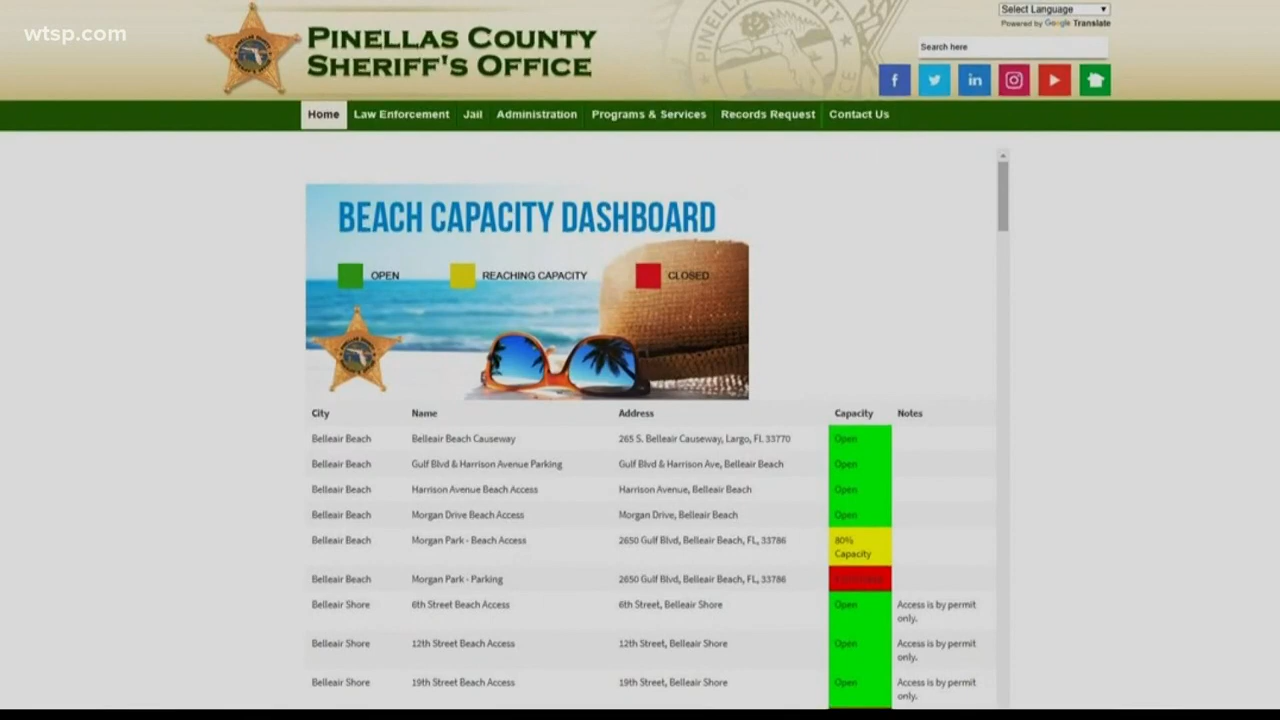 wtsp.com
PINELLAS COUNTY
SHERIFF'S OFFICE
Select Language ▼
Powered by Google Translate
Search here
Home Law Enforcement Jail Administration Programs & Services Records Request Contact Us
BEACH CAPACITY DASHBOARD
OPEN REACHING CAPACITY CLOSED
City Name Address Capacity Notes
Belleair Beach Belleair Beach Causeway 265 S. Belleair Causeway, Largo, FL 33770 Open
Belleair Beach Gulf Blvd & Harrison Avenue Parking Gulf Blvd & Harrison Ave, Belleair Beach Open
Belleair Beach Harrison Avenue Beach Access Harrison Avenue, Belleair Beach Open
Belleair Beach Morgan Drive Beach Access Morgan Drive, Belleair Beach Open
Belleair Beach Morgan Park - Beach Access 2650 Gulf Blvd, Belleair Beach, FL, 33786 80%
Capacity
Belleair Beach Morgan Park - Parking 2650 Gulf Blvd, Belleair Beach, FL, 33786
Belleair Shore 6th Street Beach Access 6th Street, Belleair Shore Open Access is by permit
only.
Belleair Shore 12th Street Beach Access 12th Street, Belleair Shore Open Access is by permit
only.
Belleair Shore 19th Street Beach Access 19th Street, Belleair Shore Open Access is by permit
only.